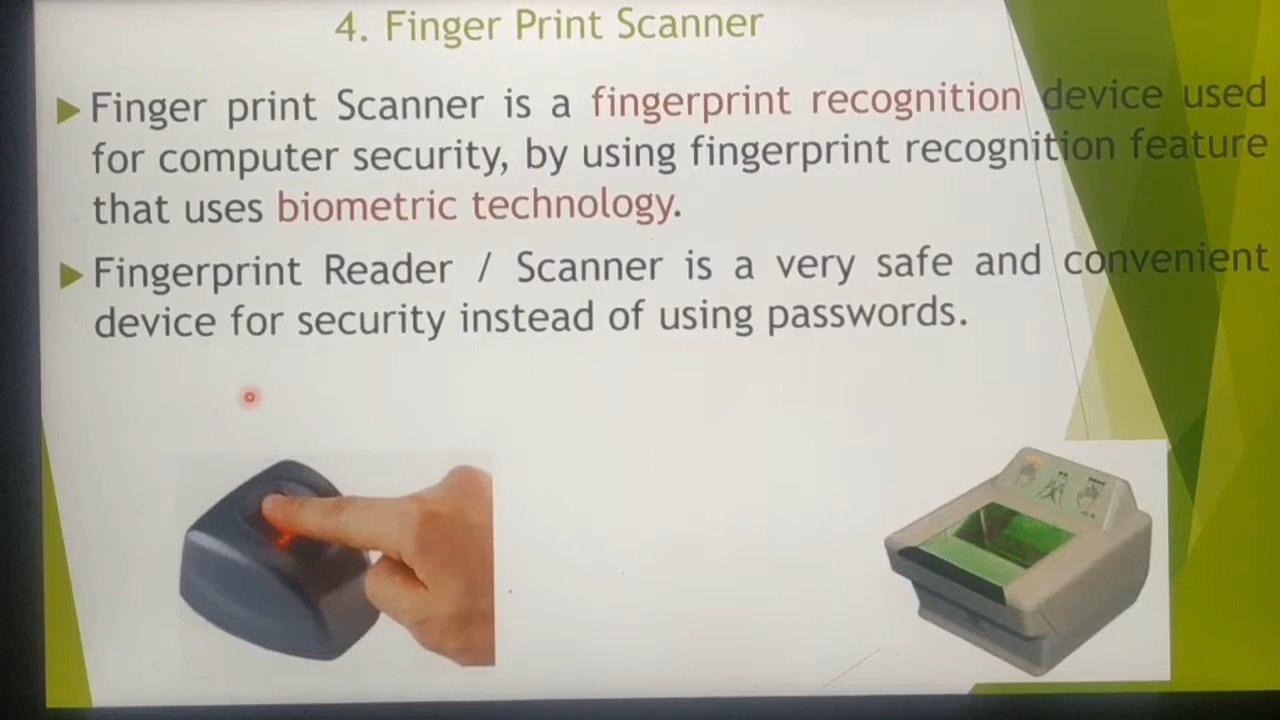 4. Finger Print Scanner
Finger print Scanner is a fingerprint recognition device used
for computer security, by using fingerprint recognition feature
that uses biometric technology.
Fingerprint Reader / Scanner is a very safe and convenient
device for security instead of using passwords.